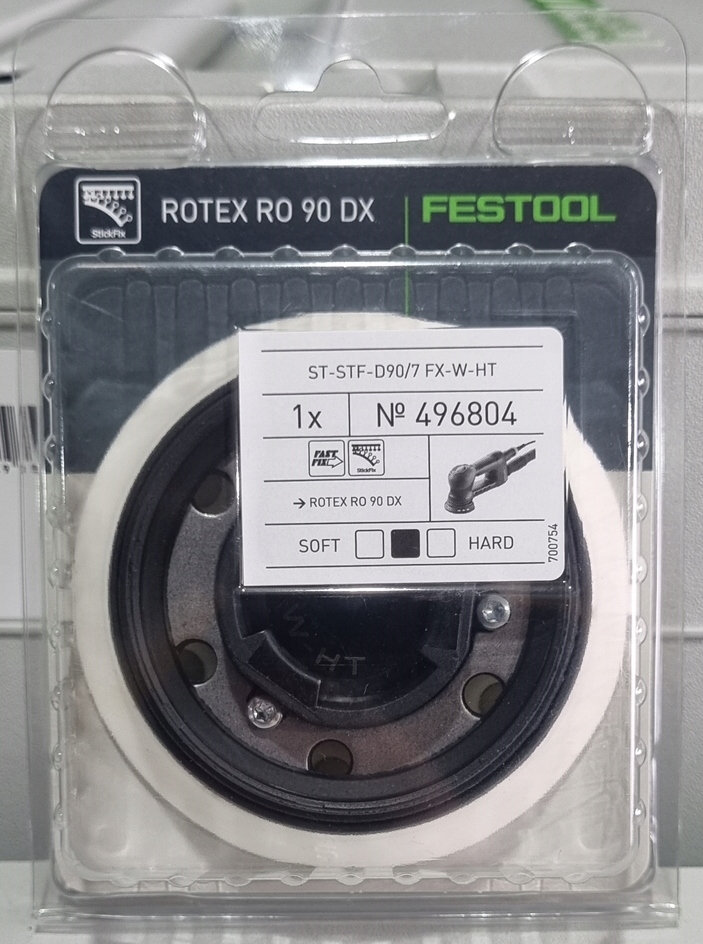 StickFix
ROTEX RO 90 DX
FESTOOL
ST-STF-D90/7 FX-W-HT
1x
№ 496804
FAST FIX
→ ROTEX RO 90 DX
SOFT
HARD
700754
W-HT